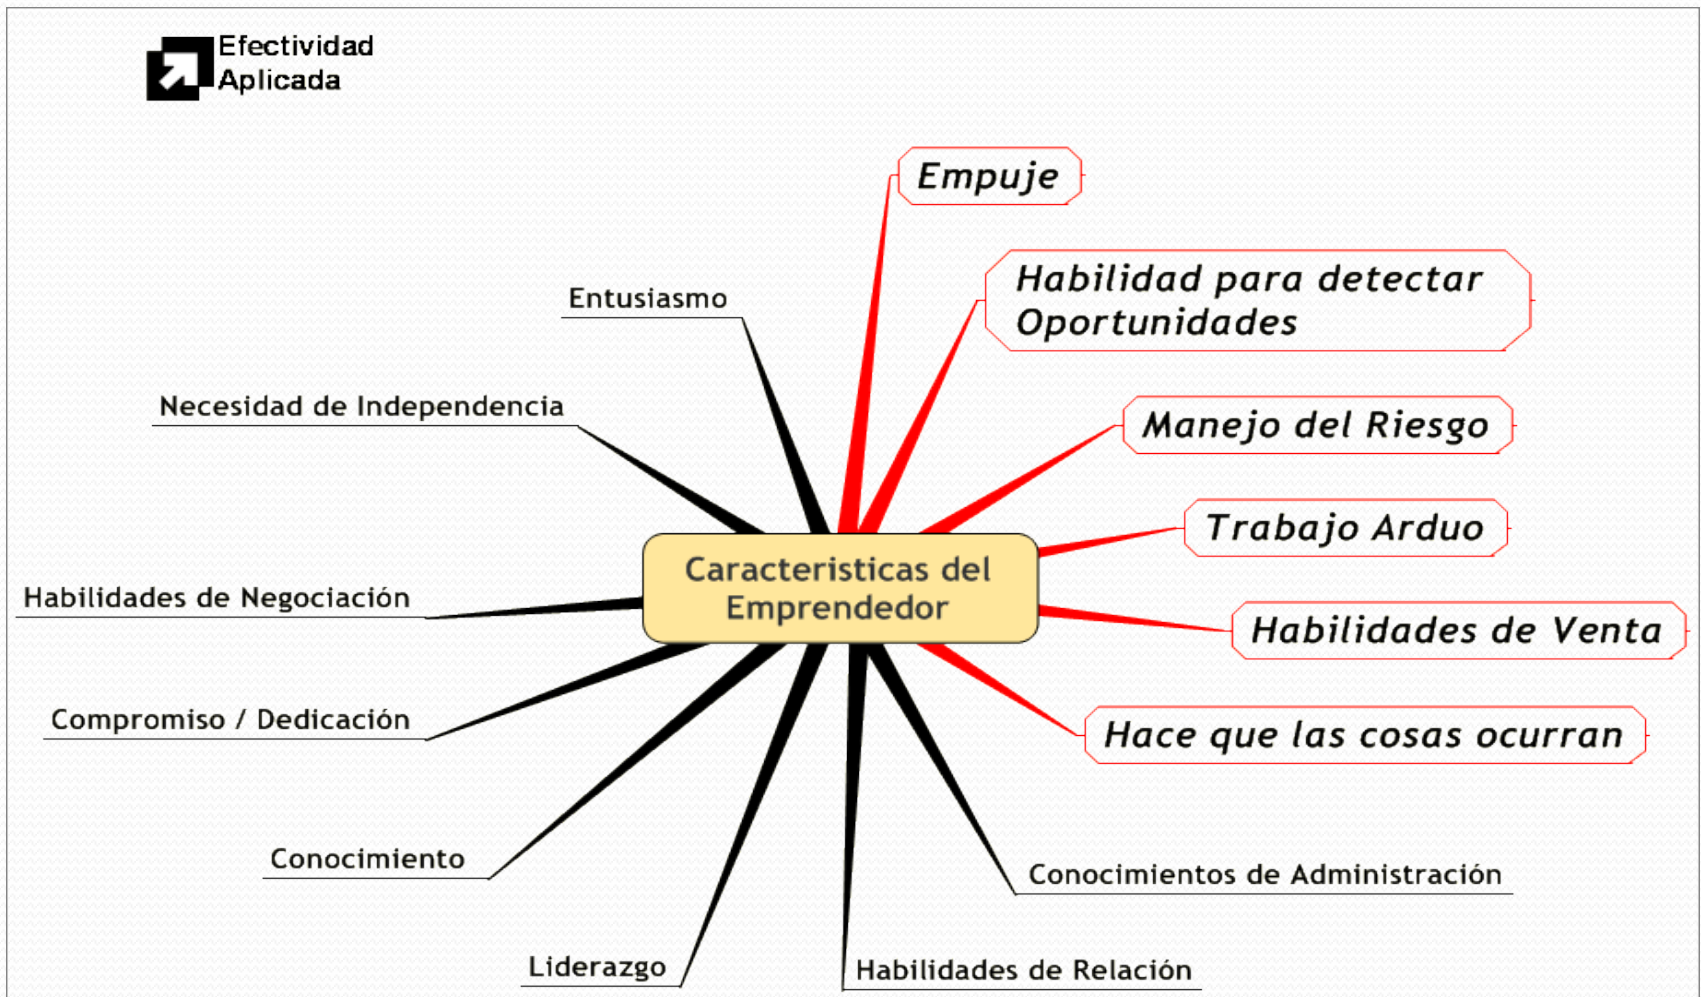 Efectividad
Aplicada
Empuje
Habilidad para detectar
Oportunidades
Manejo del Riesgo
Trabajo Arduo
Habilidades de Venta
Hace que las cosas ocurran
Conocimientos de Administración
Habilidades de Relación
Liderazgo
Conocimiento
Compromiso / Dedicación
Habilidades de Negociación
Necesidad de Independencia
Entusiasmo
Caracteristicas del
Emprendedor